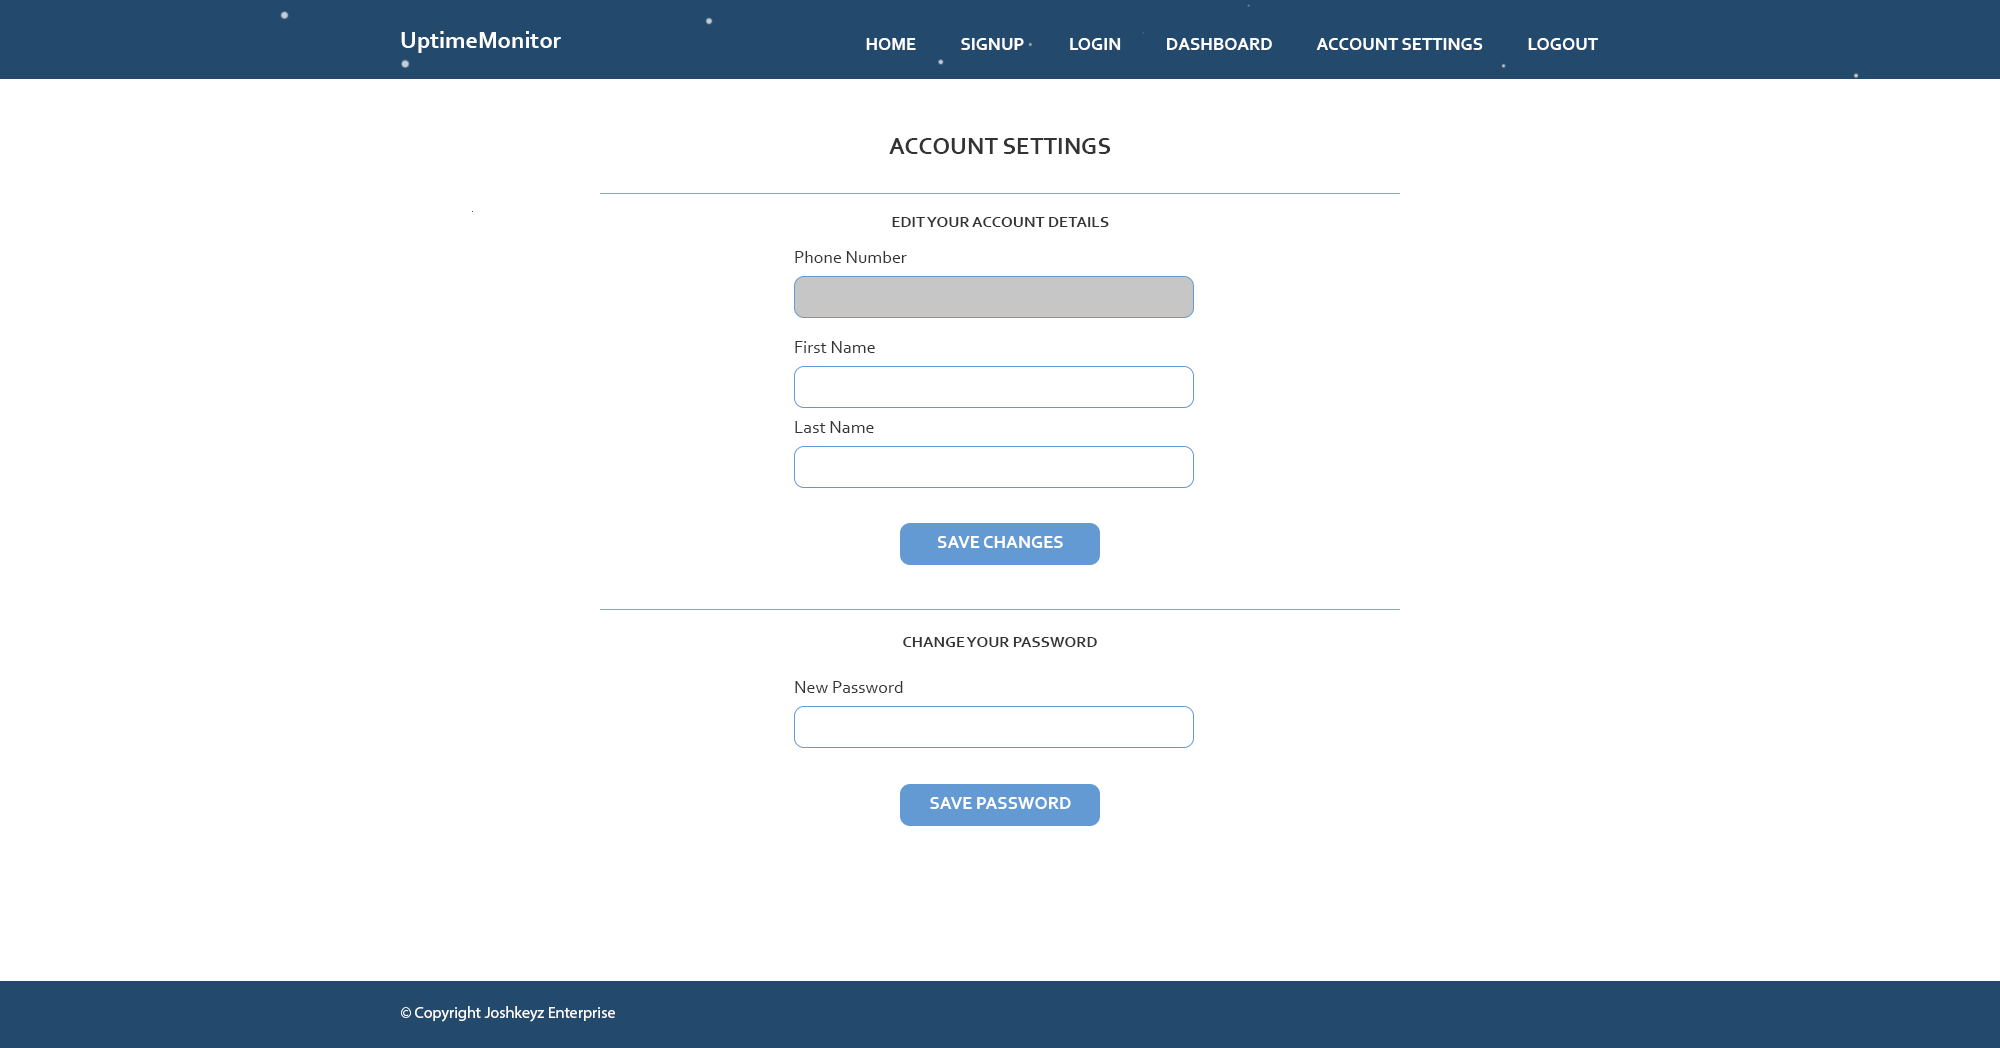 UptimeMonitor
HOME SIGNUP LOGIN DASHBOARD ACCOUNT SETTINGS LOGOUT
ACCOUNT SETTINGS
EDIT YOUR ACCOUNT DETAILS
Phone Number
First Name
Last Name
SAVE CHANGES
CHANGE YOUR PASSWORD
New Password
SAVE PASSWORD
© Copyright Joshkeyz Enterprise